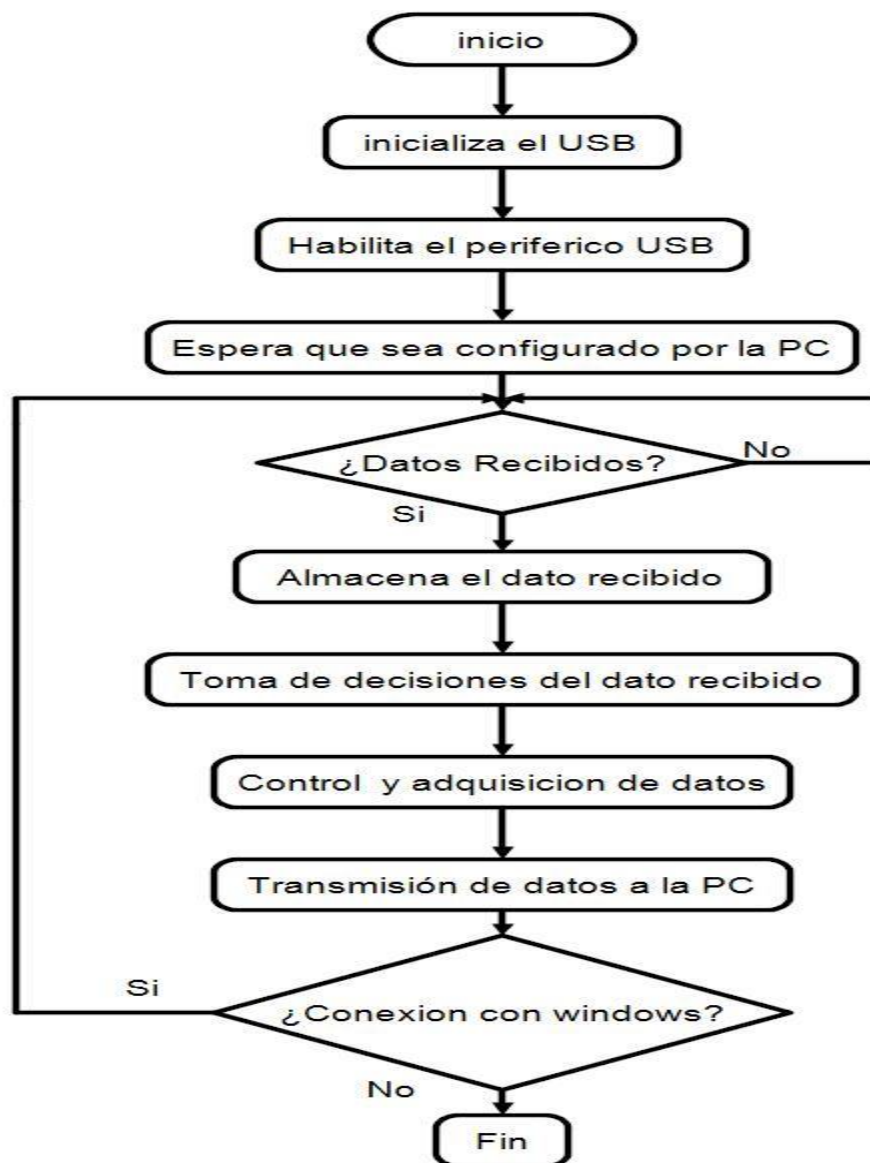 inicio
inicializa el USB
Habilita el periferico USB
Espera que sea configurado por la PC
¿Datos Recibidos?
No
Si
Almacena el dato recibido
Toma de decisiones del dato recibido
Control y adquisicion de datos
Transmisión de datos a la PC
Si
¿Conexion con windows?
No
Fin